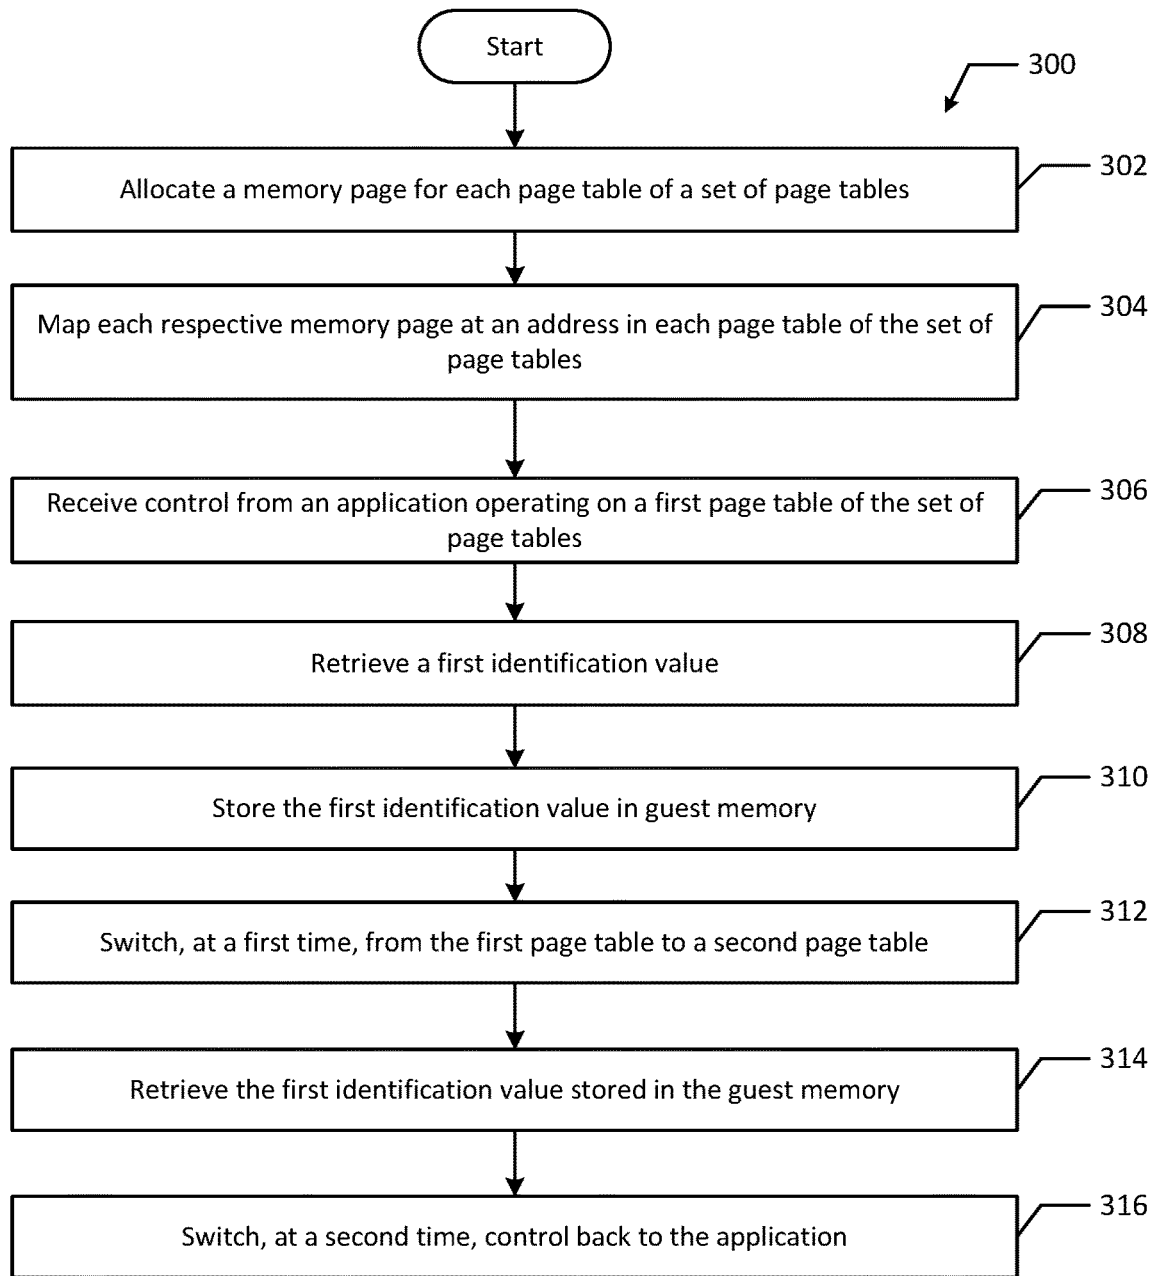 Start
300
302
Allocate a memory page for each page table of a set of page tables
304
Map each respective memory page at an address in each page table of the set of
page tables
306
Receive control from an application operating on a first page table of the set of
page tables
308
Retrieve a first identification value
310
Store the first identification value in guest memory
312
Switch, at a first time, from the first page table to a second page table
314
Retrieve the first identification value stored in the guest memory
316
Switch, at a second time, control back to the application